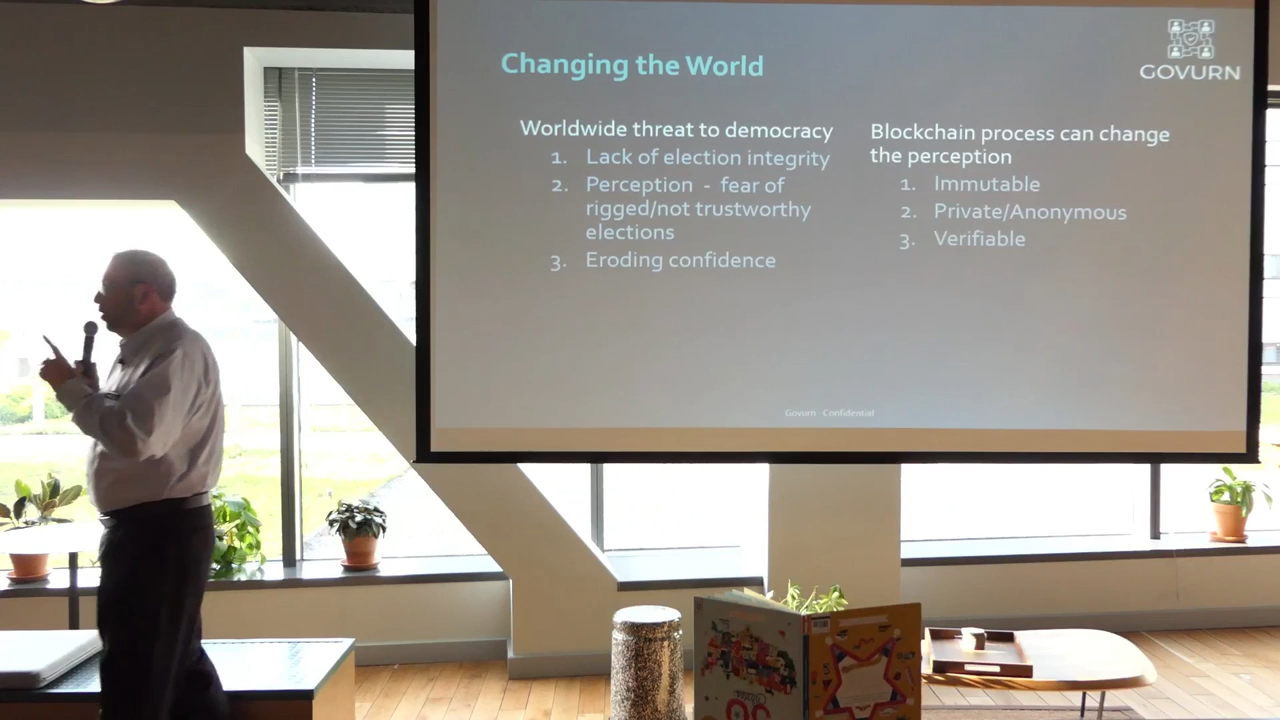 Changing the World
GOVURN
Worldwide threat to democracy
1. Lack of election integrity
2. Perception - fear of
rigged/not trustworthy
elections
3. Eroding confidence
Blockchain process can change
the perception
1. Immutable
2. Private/Anonymous
3. Verifiable
Govurn - Confidential